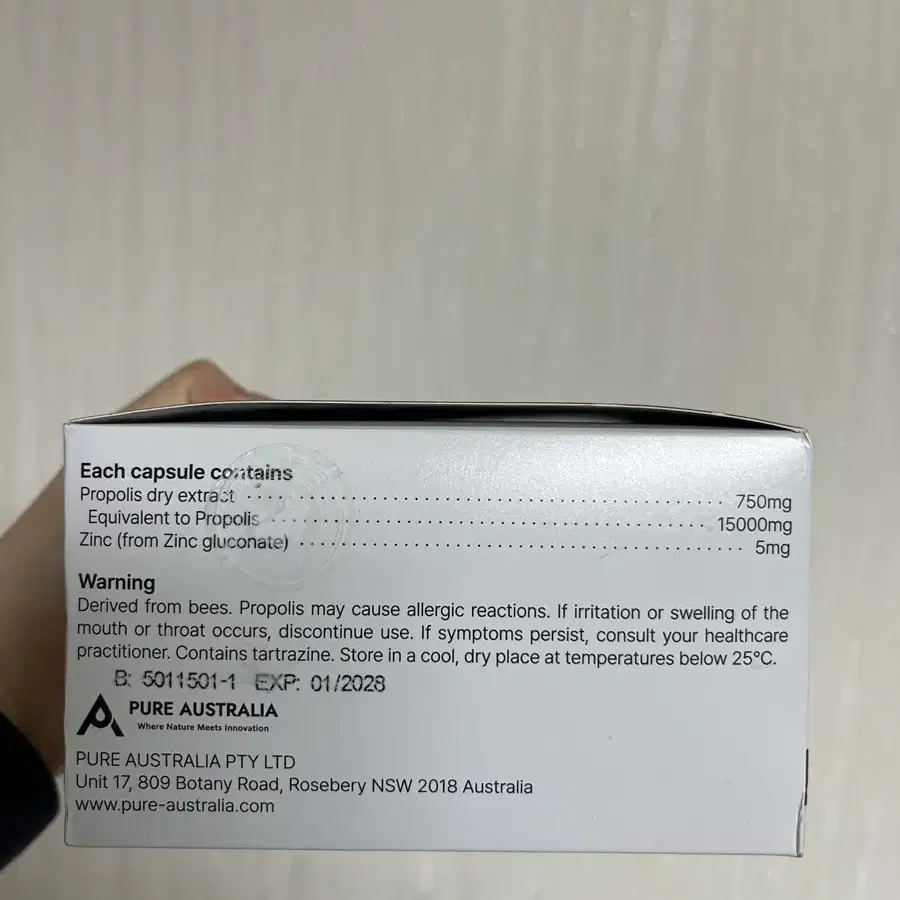 Each capsule contains
Propolis dry extract 750mg
Equivalent to Propolis 15000mg
Zinc (from Zinc gluconate) 5mg
Warning
Derived from bees. Propolis may cause allergic reactions. If irritation or swelling of the
mouth or throat occurs, discontinue use. If symptoms persist, consult your healthcare
practitioner. Contains tartrazine. Store in a cool, dry place at temperatures below 25°C.
B: 5011501-1 EXP: 01/2028
PURE AUSTRALIA
Where Nature Meets Innovation
PURE AUSTRALIA PTY LTD
Unit 17, 809 Botany Road, Rosebery NSW 2018 Australia
www.pure-australia.com